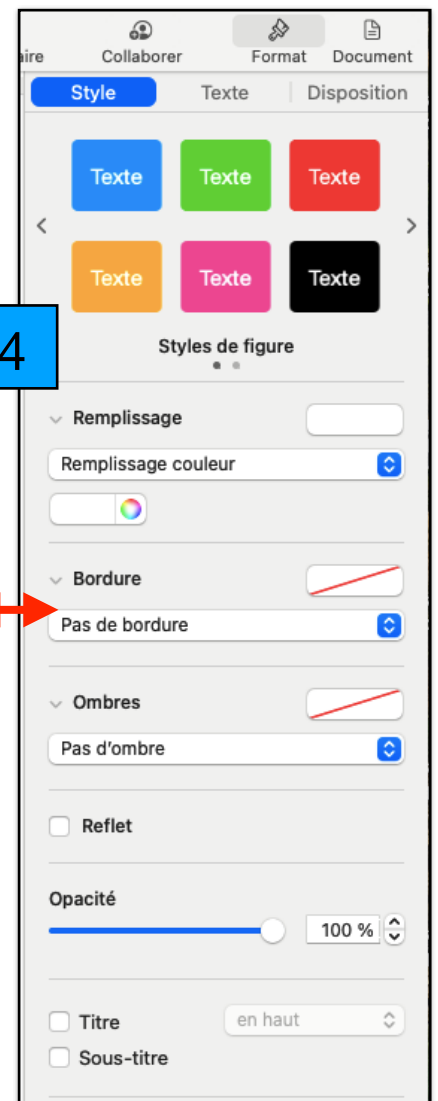 aire Collaborer Format Document
Style Texte Disposition
Texte Texte Texte
Texte Texte Texte
4
Styles de figure
Remplissage
Remplissage couleur
Bordure
Pas de bordure
Ombres
Pas d'ombre
Reflet
Opacité
100 %
Titre en haut
Sous-titre